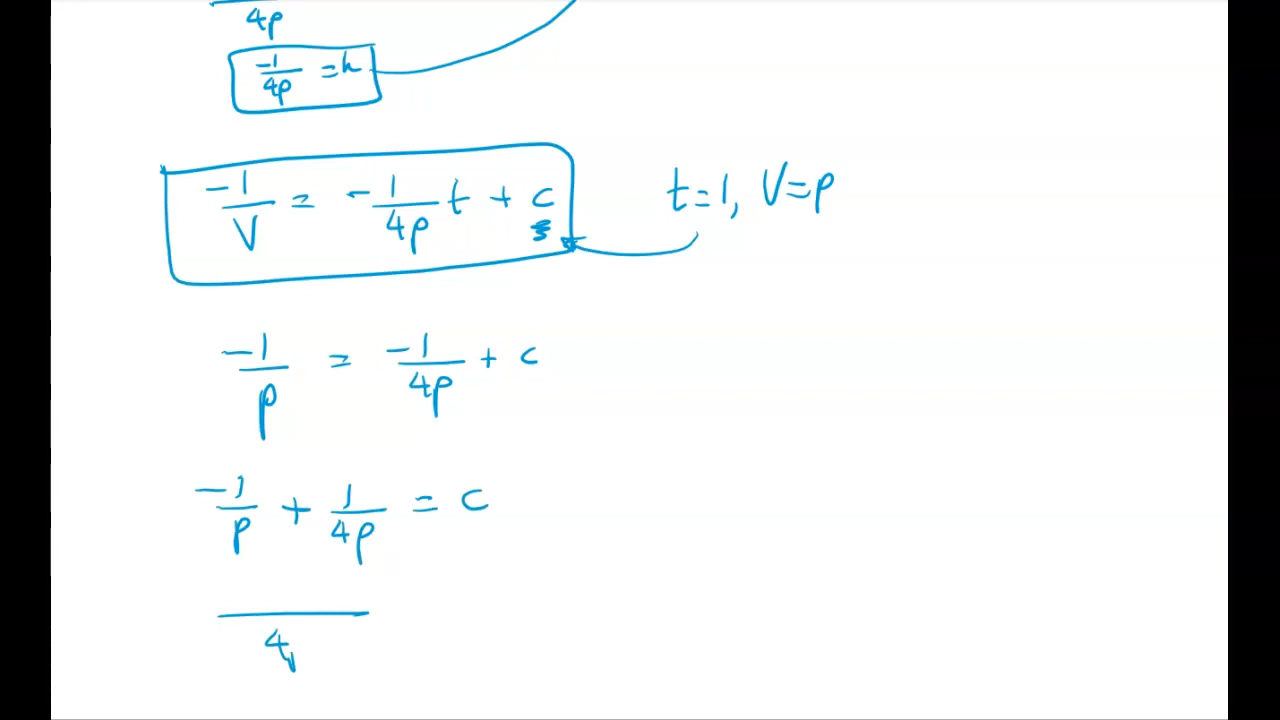 4p
-1/4p = k
-1/V = -1/4p t + c
t=1, V=p
-1/p = -1/4p + c
-1/p + 1/4p = c
4